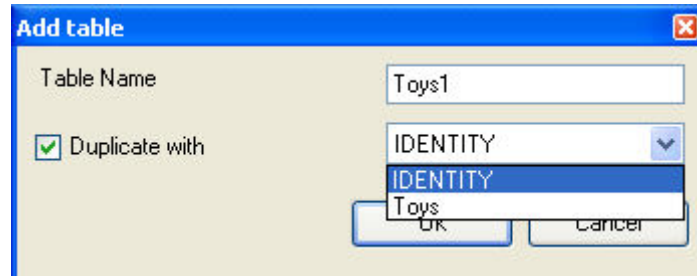 Add table
Table Name
Toys1
Duplicate with
IDENTITY
IDENTITY
Toys
OK
Cancel